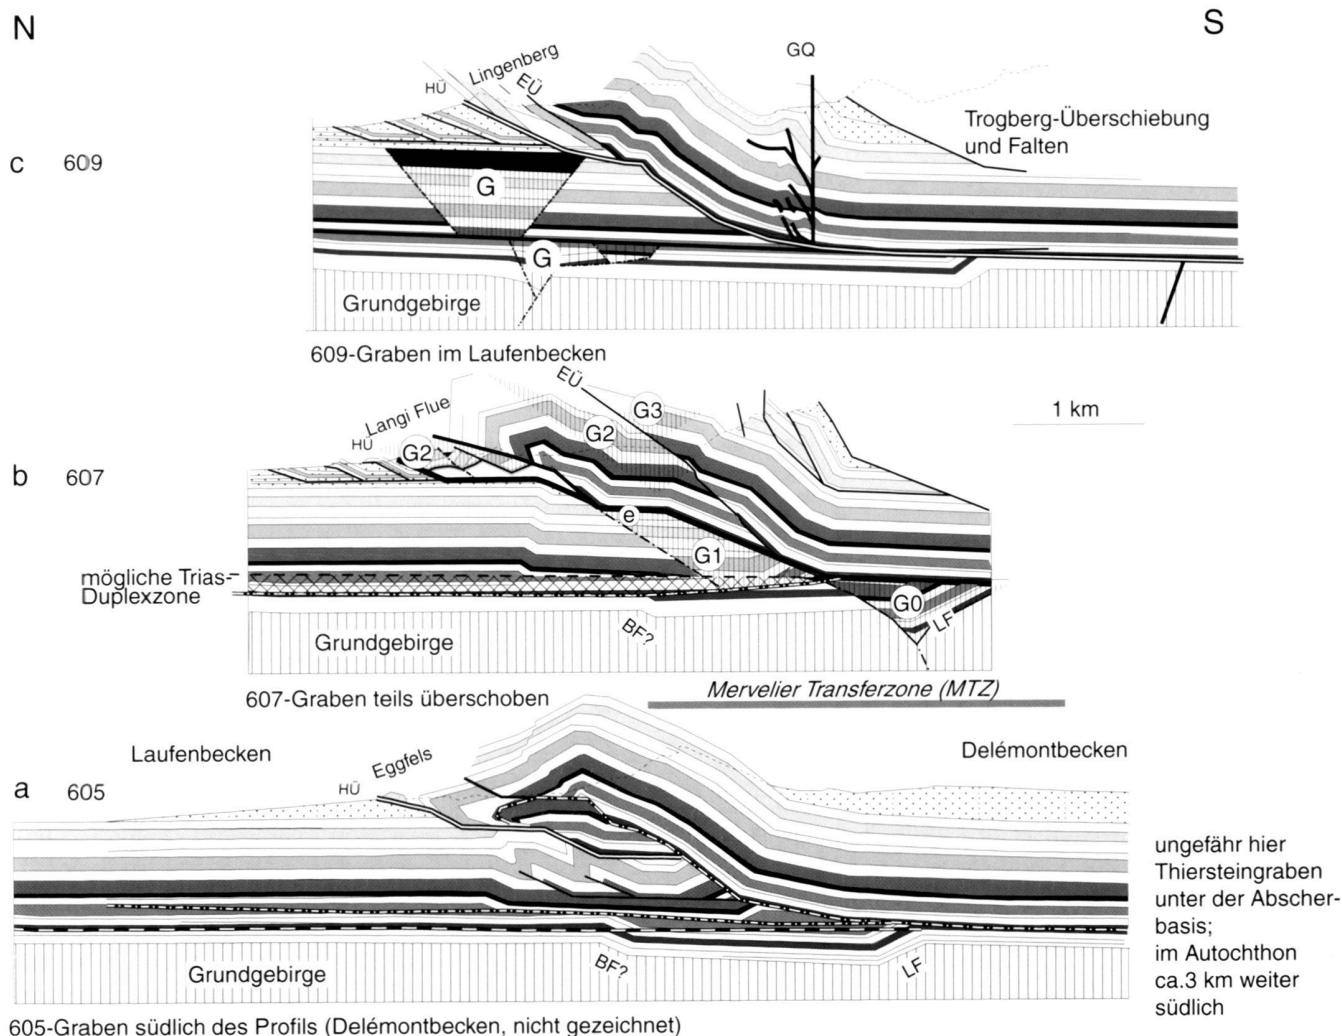 N
S
GQ
HÜ
Lingenberg
EÜ
Trogberg-Überschiebung
und Falten
c 609
G
G
Grundgebirge
609-Graben im Laufenbecken
EÜ
G3
1 km
Langi Flue
HÜ
G2
G2
b 607
e
G1
mögliche Trias-
Duplexzone
G0
LF
BF?
Grundgebirge
607-Graben teils überschoben
Mervelier Transferzone (MTZ)
Laufenbecken
Delémontbecken
Eggfels
HÜ
a 605
ungefähr hier
Thiersteingraben
unter der Abscher-
basis;
im Autochthon
ca.3 km weiter
südlich
BF?
LF
Grundgebirge
605-Graben südlich des Profils (Delémontbecken, nicht gezeichnet)